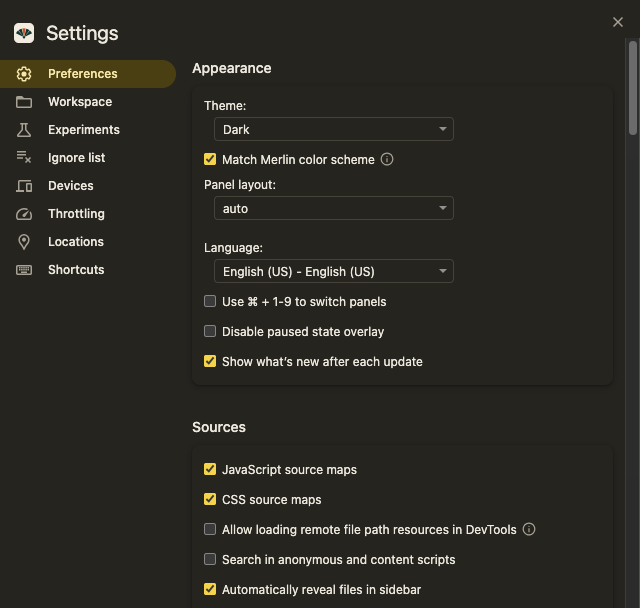 Settings
Preferences
Workspace
Experiments
Ignore list
Devices
Throttling
Locations
Shortcuts
Appearance
Theme:
Dark
Match Merlin color scheme
Panel layout:
auto
Language:
English (US) - English (US)
Use ⌘ + 1-9 to switch panels
Disable paused state overlay
Show what's new after each update
Sources
JavaScript source maps
CSS source maps
Allow loading remote file path resources in DevTools
Search in anonymous and content scripts
Automatically reveal files in sidebar